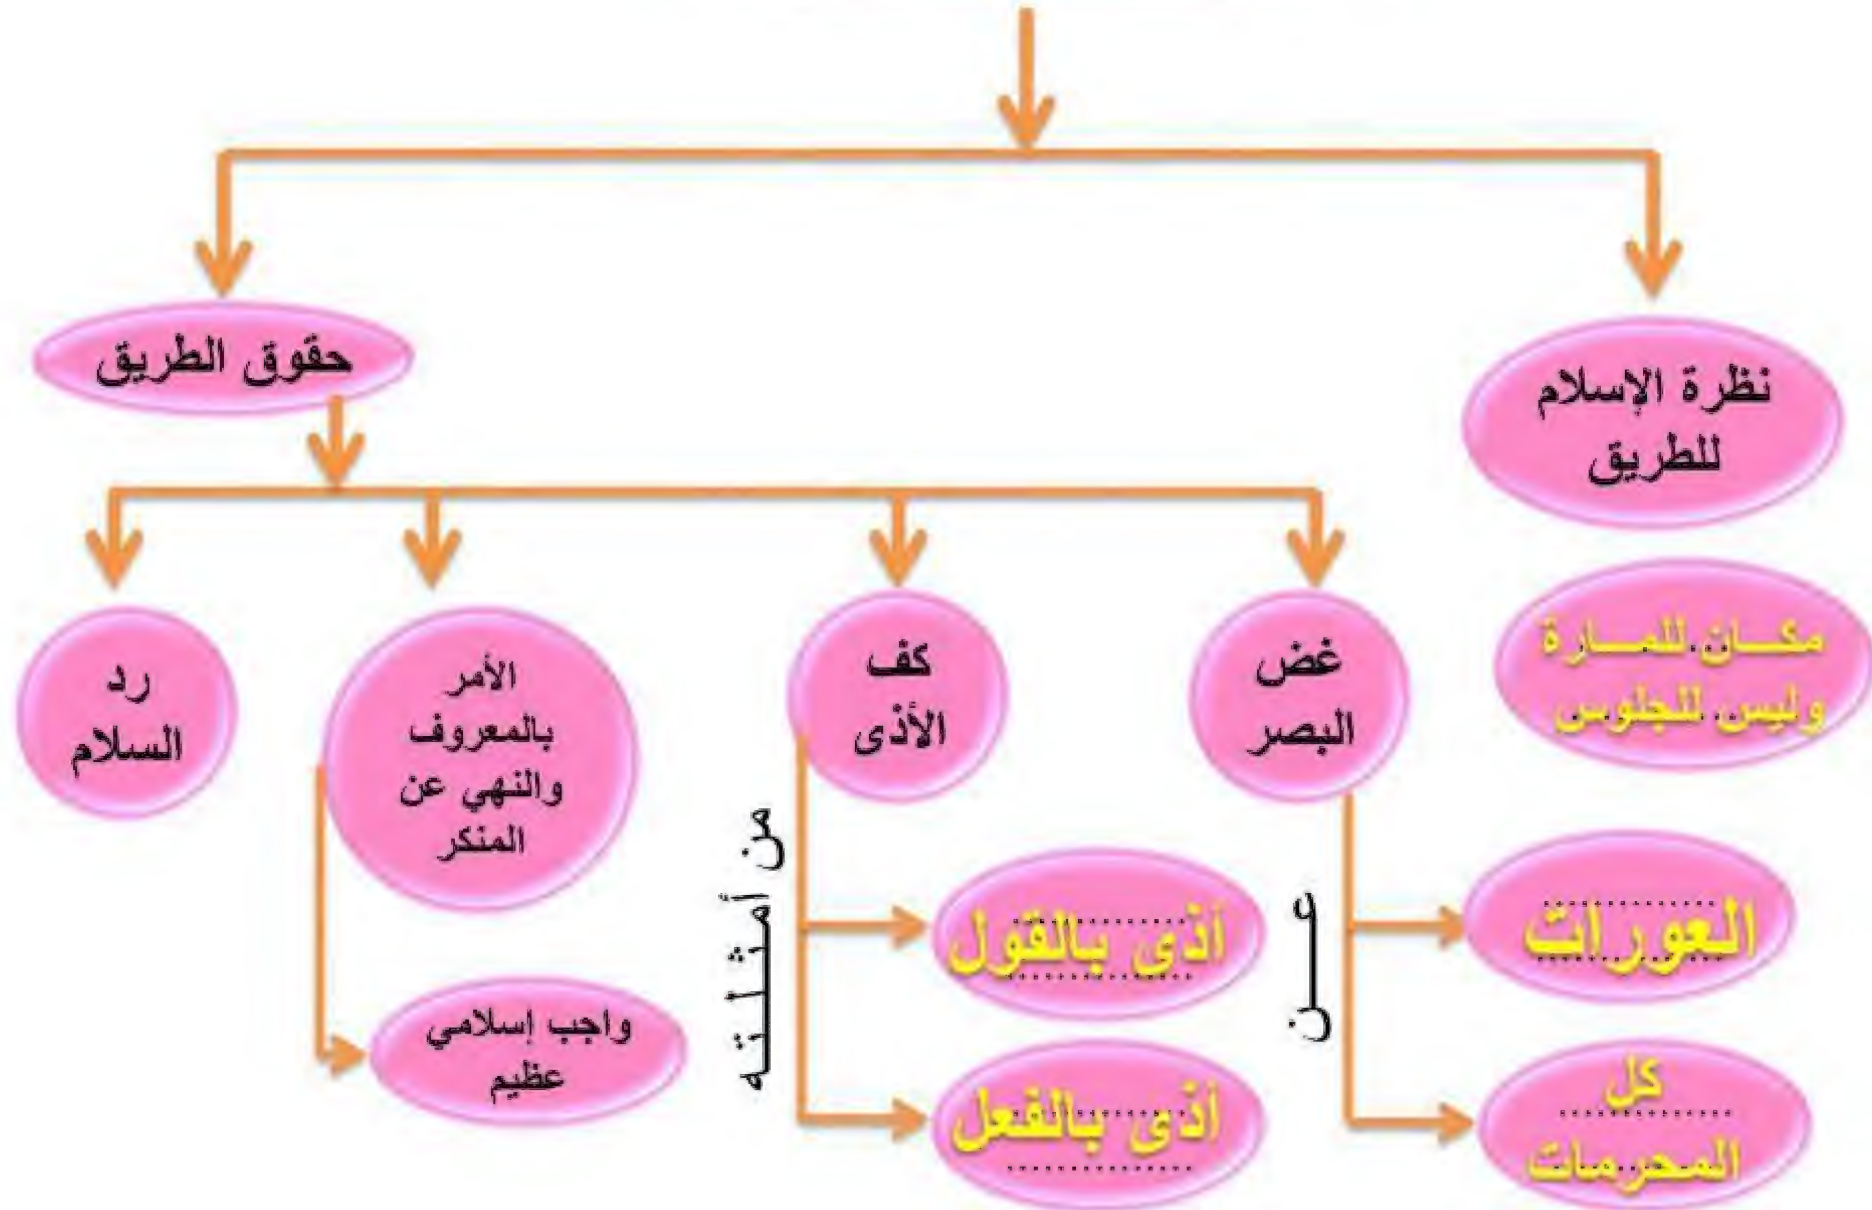 نظرة الإسلام
للطريق
مكان للمارة
وليس للجلوس
حقوق الطريق
غض
البصر
عن
العورات
كل
المحرمات
كف
الأذى
من أمثلته
أذى بالقول
أذى بالفعل
الأمر
بالمعروف
والنهي عن
المنكر
واجب إسلامي
عظيم
رد
السلام